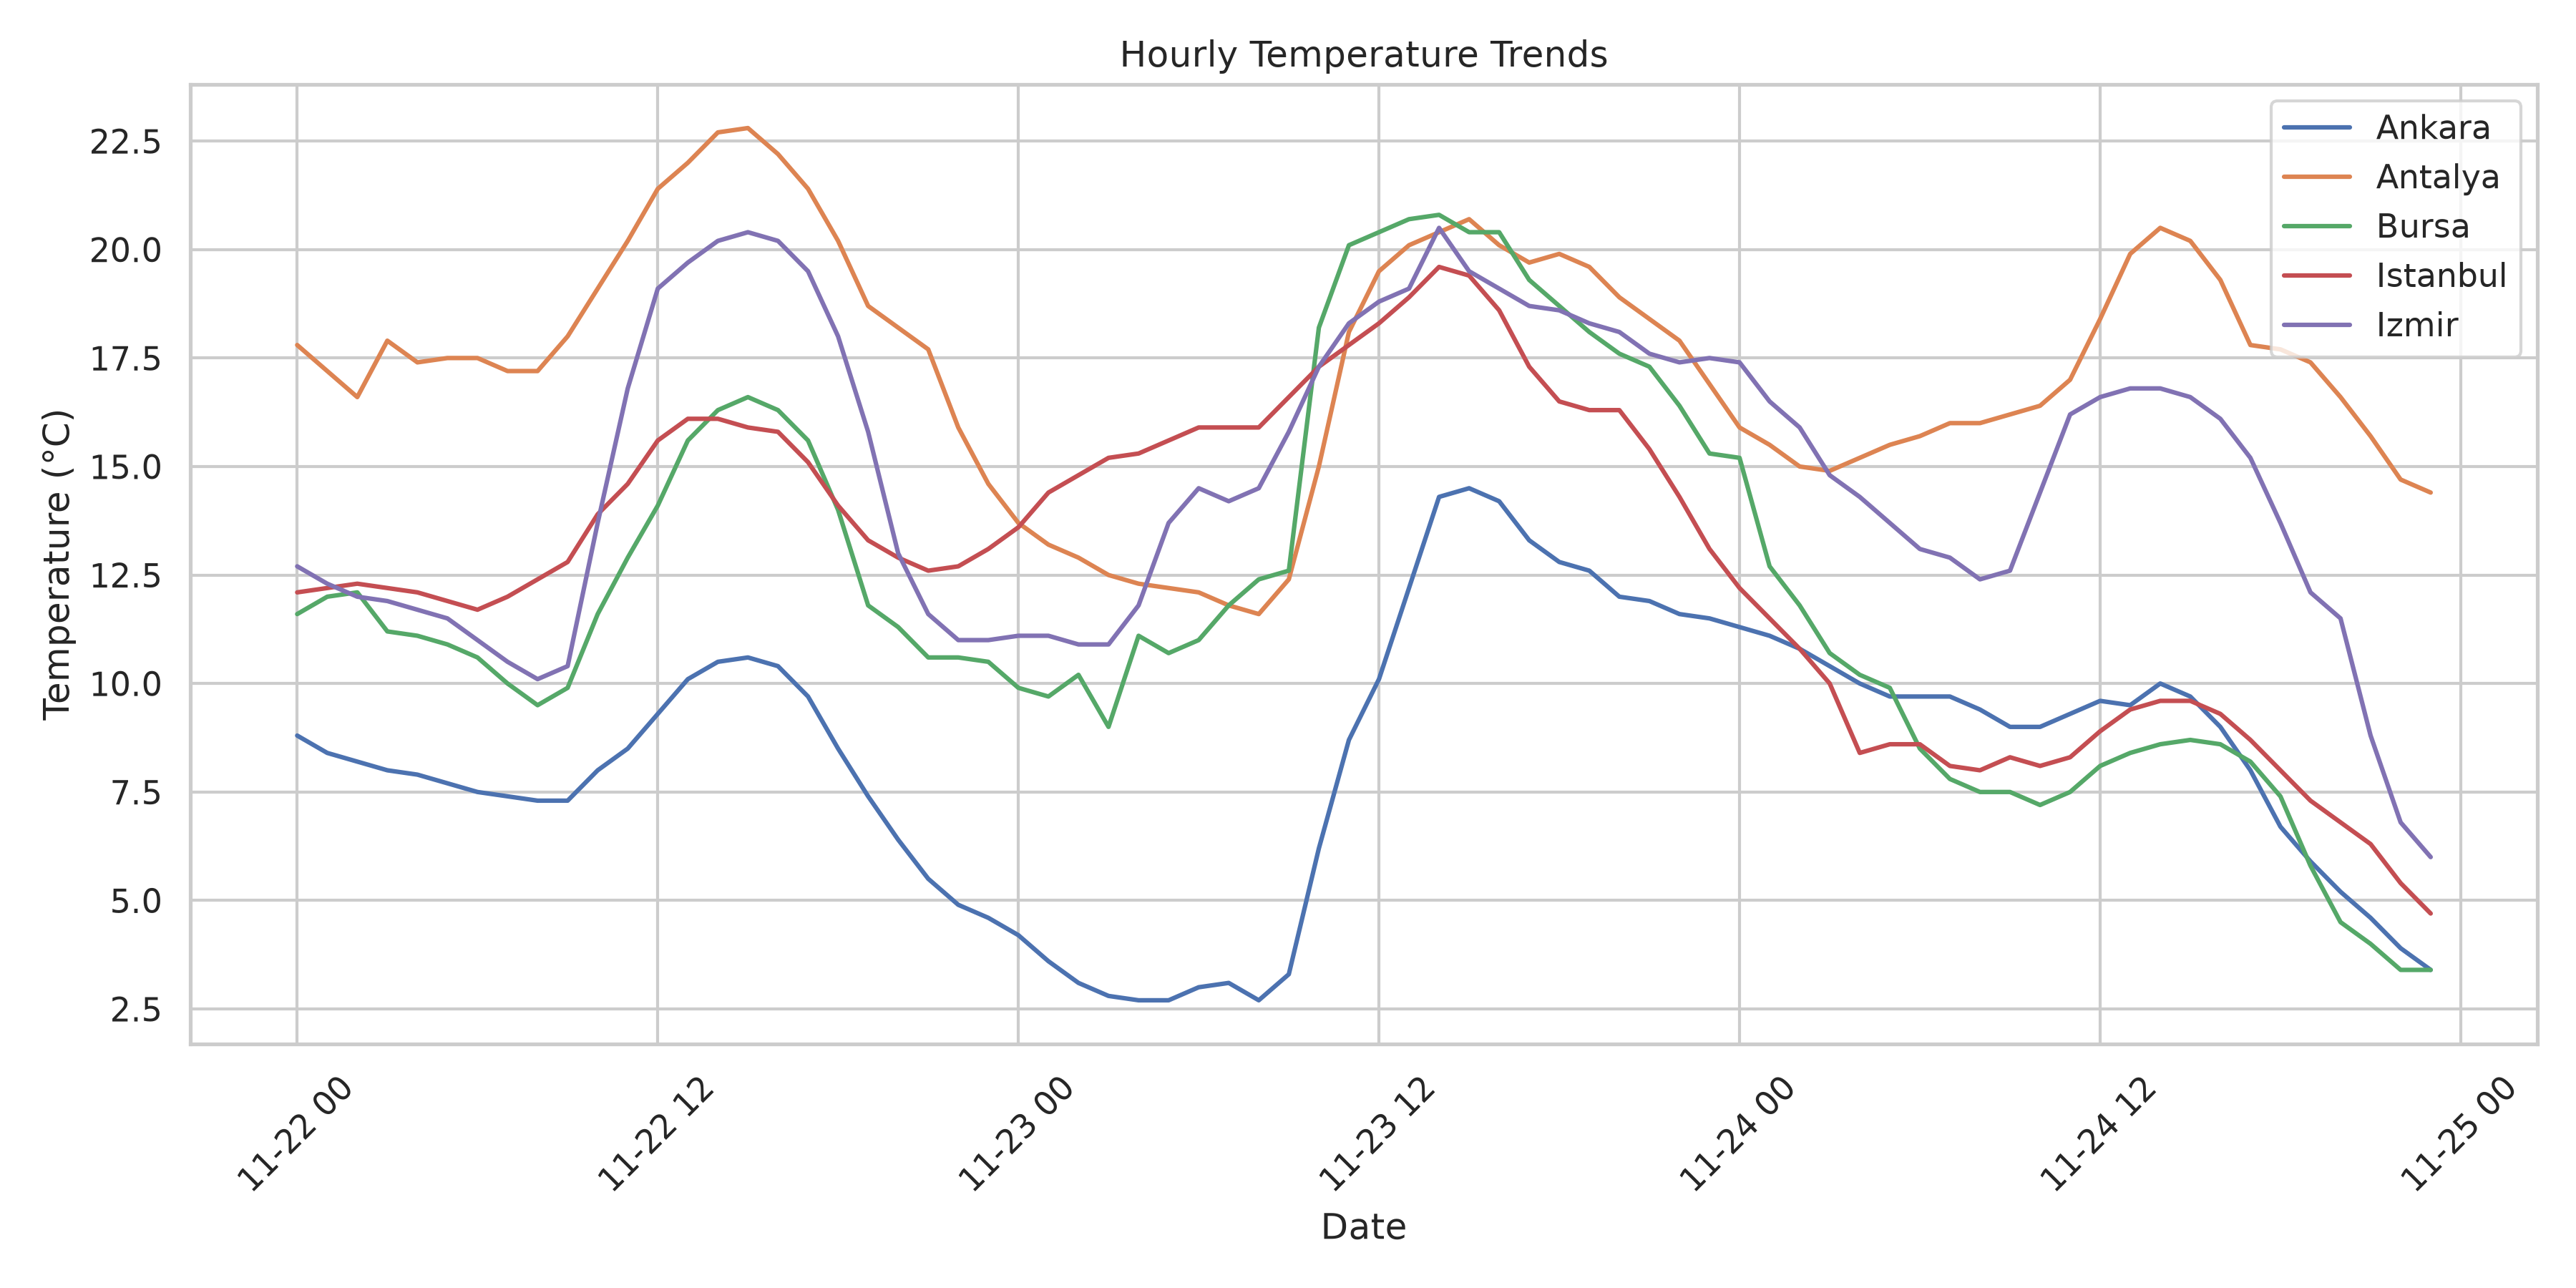 Hourly Temperature Trends
Temperature (°C)
22.5
20.0
17.5
15.0
12.5
10.0
7.5
5.0
2.5
Ankara
Antalya
Bursa
Istanbul
Izmir
11-22 00
11-22 12
11-23 00
11-23 12
11-24 00
11-24 12
11-25 00
Date